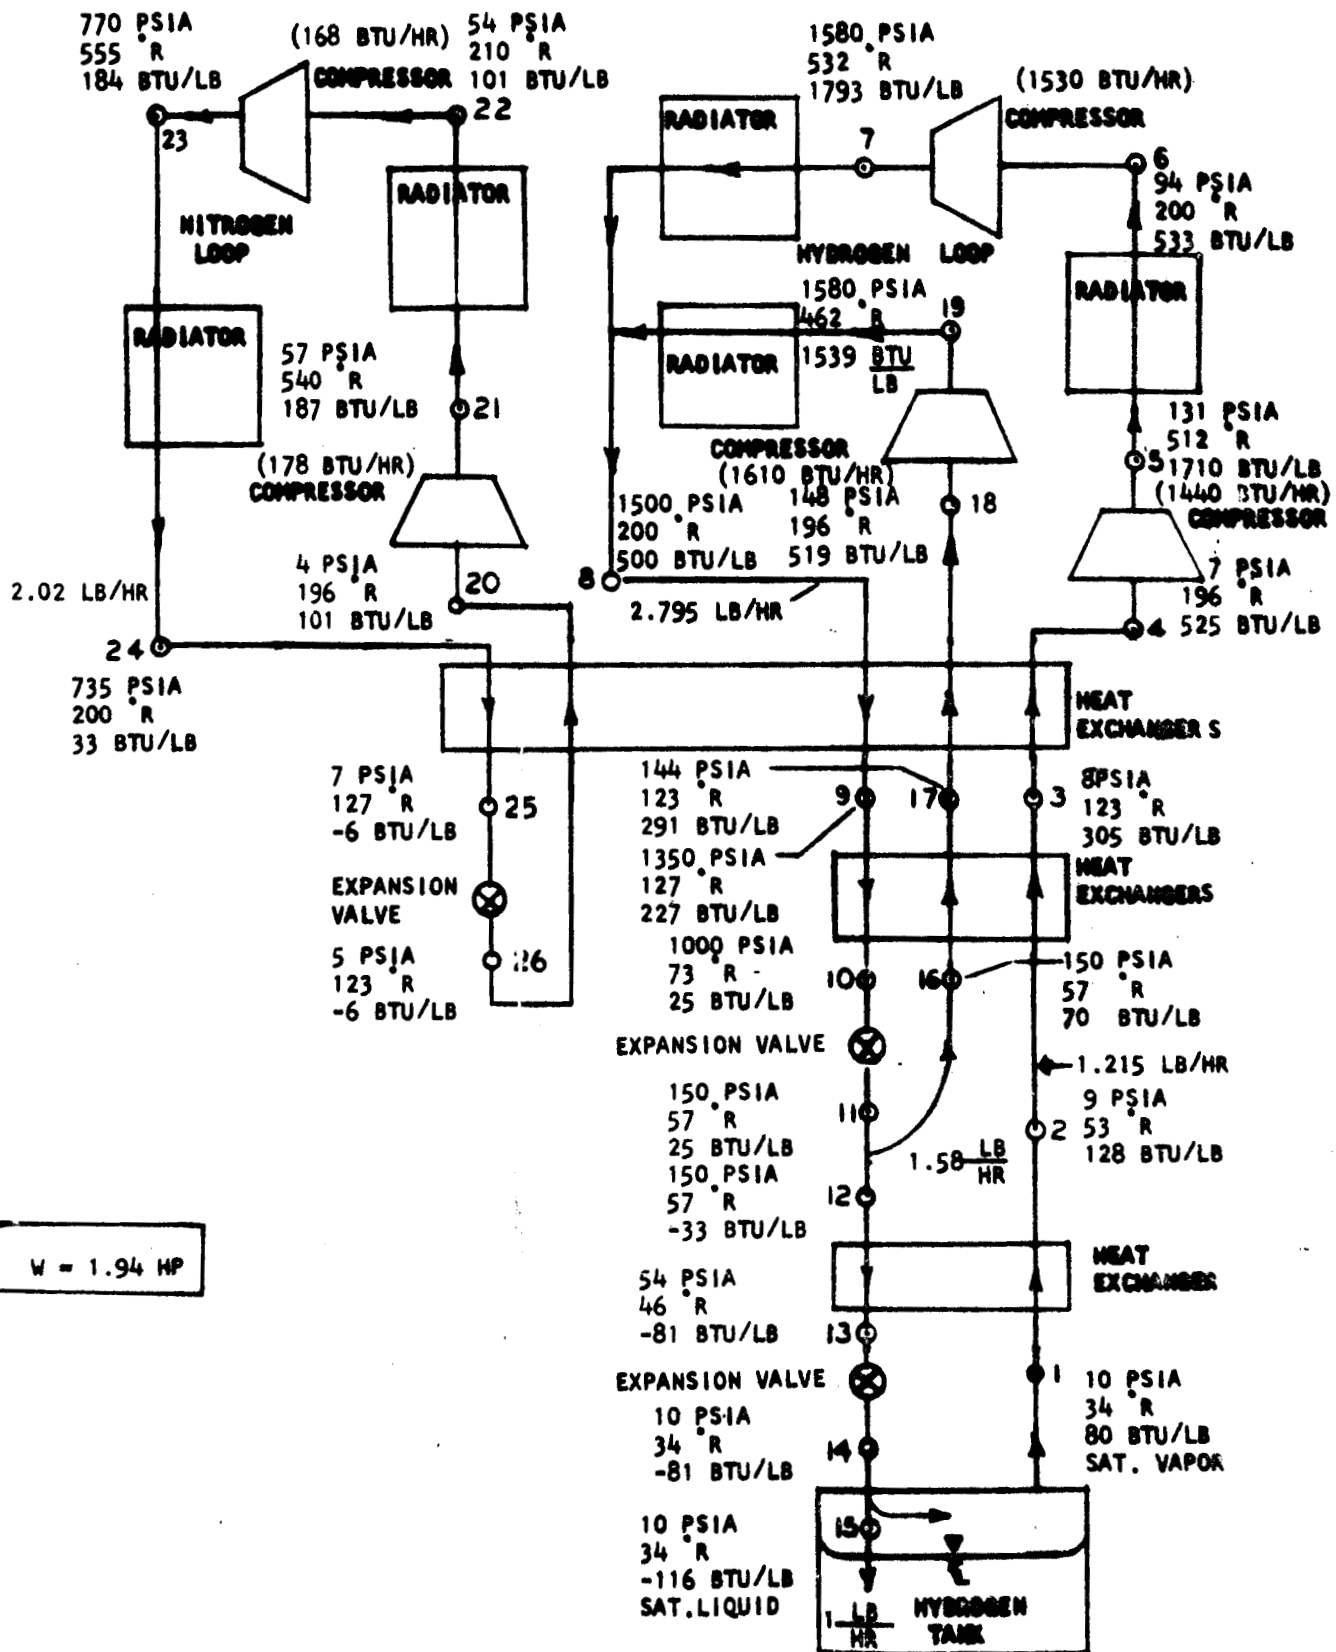 770 PSIA
555 °R
184 BTU/LB
(168 BTU/HR)
COMPRESSOR
54 PSIA
210 °R
101 BTU/LB
22
23
NITROGEN
LOOP
RADIATOR
RADIATOR
57 PSIA
540 °R
187 BTU/LB
21
(178 BTU/HR)
COMPRESSOR
4 PSIA
196 °R
101 BTU/LB
20
2.02 LB/HR
24
735 PSIA
200 °R
33 BTU/LB
1580 PSIA
532 °R
1793 BTU/LB
(1530 BTU/HR)
COMPRESSOR
RADIATOR
7
6
94 PSIA
200 °R
533 BTU/LB
HYDROGEN LOOP
1580 PSIA
462 °R
1539 BTU
LB
19
RADIATOR
RADIATOR
131 PSIA
512 °R
1710 BTU/LB
5
(1440 BTU/HR)
COMPRESSOR
COMPRESSOR
(1610 BTU/HR)
1500 PSIA
200 °R
500 BTU/LB
148 PSIA
196 °R
519 BTU/LB
18
8
2.795 LB/HR
7 PSIA
196 °R
525 BTU/LB
4
HEAT
EXCHANGERS
7 PSIA
127 °R
-6 BTU/LB
25
EXPANSION
VALVE
5 PSIA
123 °R
-6 BTU/LB
26
144 PSIA
123 °R
291 BTU/LB
9
17
3
8PSIA
123 °R
305 BTU/LB
1350 PSIA
127 °R
227 BTU/LB
HEAT
EXCHANGERS
1000 PSIA
73 °R
25 BTU/LB
10
16
150 PSIA
57 °R
70 BTU/LB
EXPANSION VALVE
1.215 LB/HR
150 PSIA
57 °R
25 BTU/LB
11
9 PSIA
53 °R
128 BTU/LB
2
1.58 LB
HR
150 PSIA
57 °R
-33 BTU/LB
12
W = 1.94 HP
HEAT
EXCHANGER
54 PSIA
46 °R
-81 BTU/LB
13
EXPANSION VALVE
1
10 PSIA
34 °R
80 BTU/LB
SAT. VAPOR
10 PSIA
34 °R
-81 BTU/LB
14
10 PSIA
34 °R
-116 BTU/LB
SAT.LIQUID
15
1 LB
HR
HYDROGEN
TANK